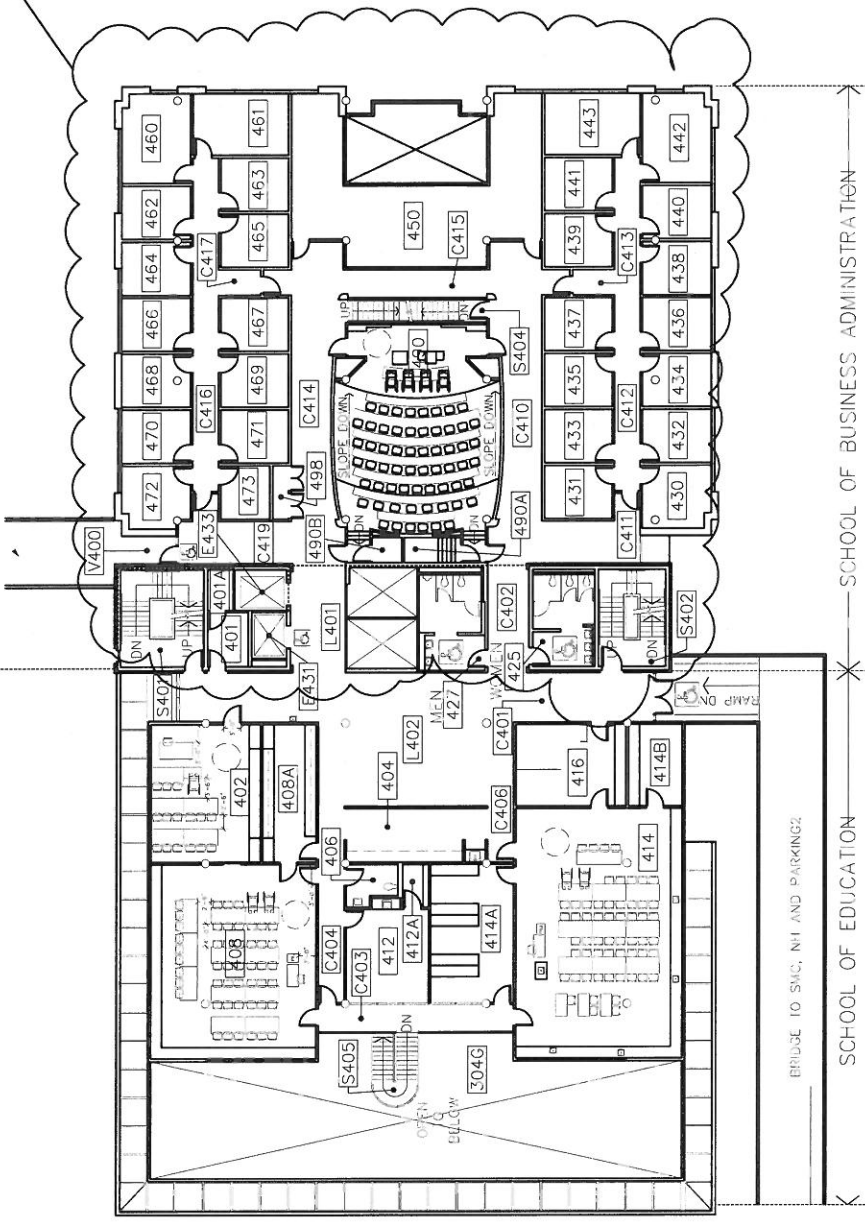 460
461
462
463
464
465
C417
466
467
468
469
C416
470
471
472
473
498
C414
450
C415
443
442
441
440
439
438
C413
437
436
435
434
C412
433
432
431
430
C411
UP
DN
S404
SLOPE DOWN
SLOPE DOWN
C410
DN
DN
490B
490A
V400
E433
C419
401A
401
DN
UP
S401
E431
L401
C402
MEN
427
WOMEN
425
UP
DN
S402
C401
L402
RAMP DN
402
408A
404
416
414B
C406
406
408
C404
412
412A
C403
414A
414
S405
DN
304G
OPEN
TO
BELOW
BRIDGE TO SMC, NH AND PARKING2
SCHOOL OF EDUCATION
SCHOOL OF BUSINESS ADMINISTRATION